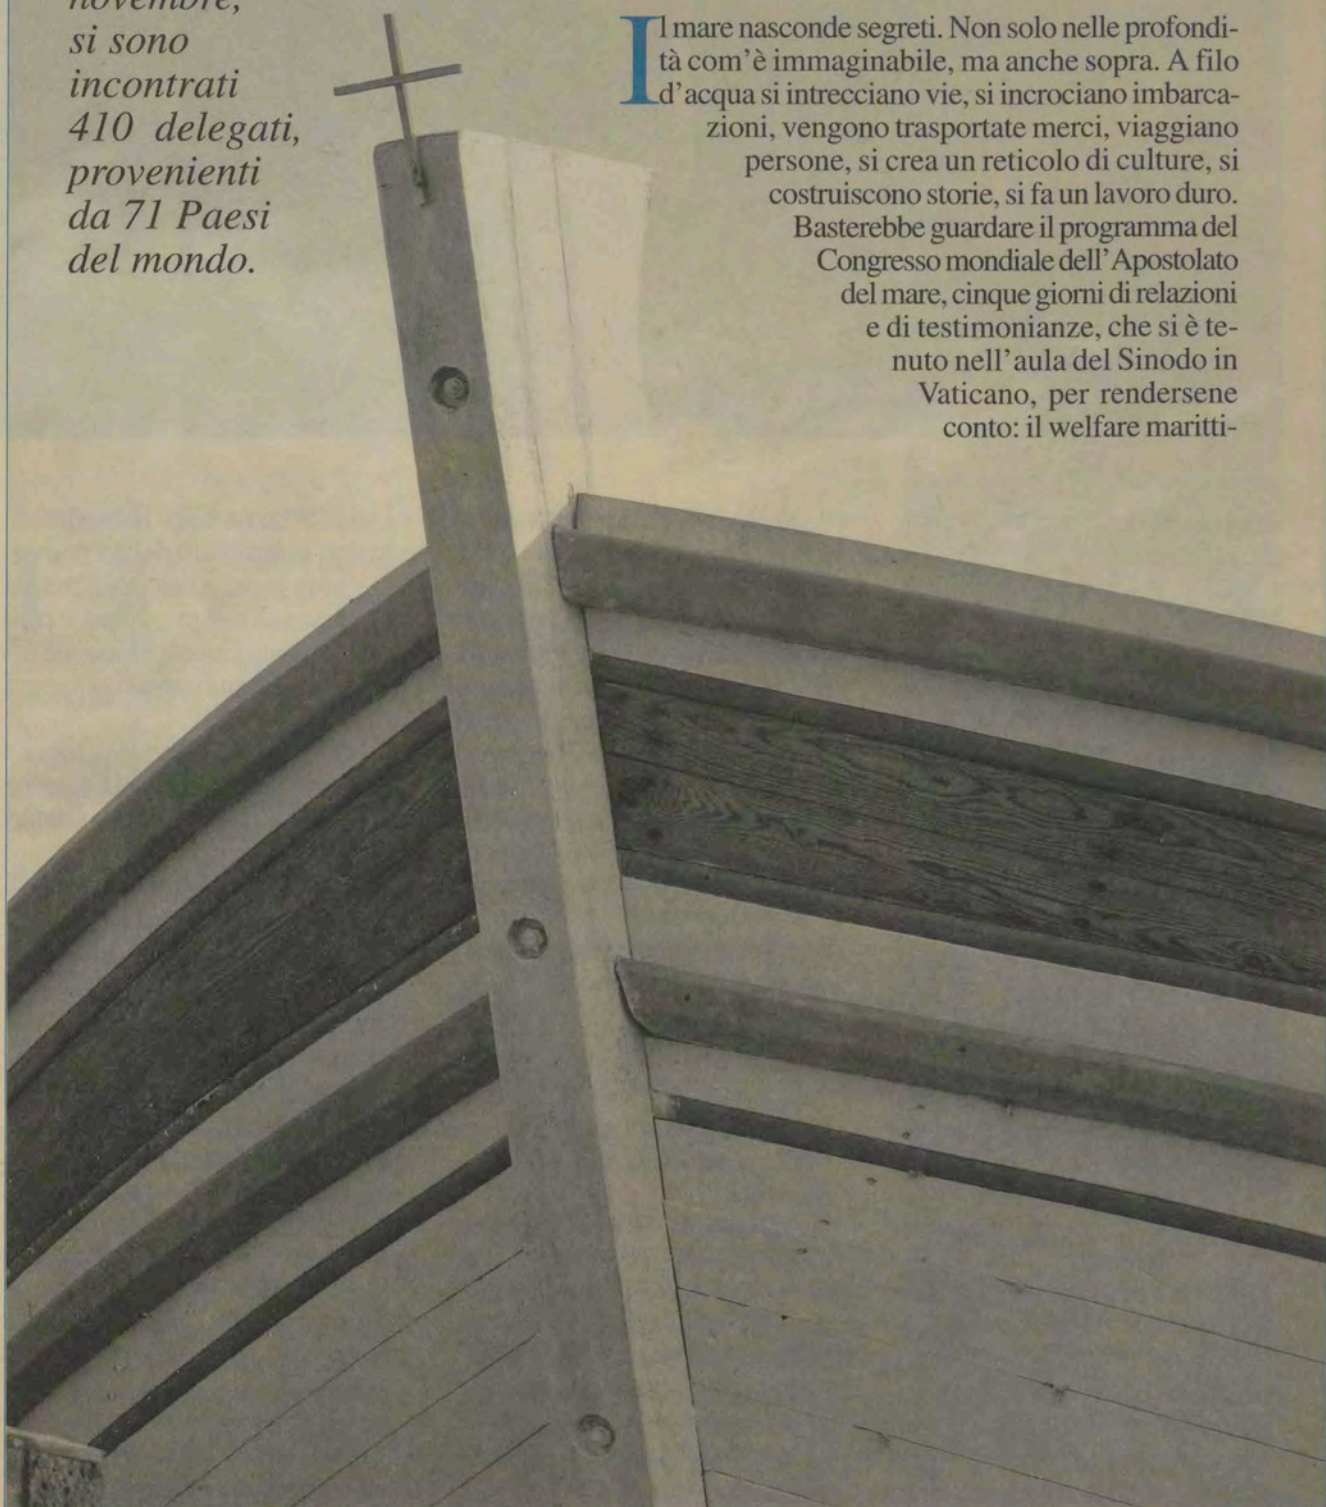 novembre,
si sono
incontrati
410 delegati,
provenienti
da 71 Paesi
del mondo.
Il mare nasconde segreti. Non solo nelle profondi-
tà com'è immaginabile, ma anche sopra. A filo
d'acqua si intrecciano vie, si incrociano imbarca-
zioni, vengono trasportate merci, viaggiano
persone, si crea un reticolo di culture, si
costruiscono storie, si fa un lavoro duro.
Basterebbe guardare il programma del
Congresso mondiale dell'Apostolato
del mare, cinque giorni di relazioni
e di testimonianze, che si è te-
nuto nell'aula del Sinodo in
Vaticano, per rendersene
conto: il welfare maritti-